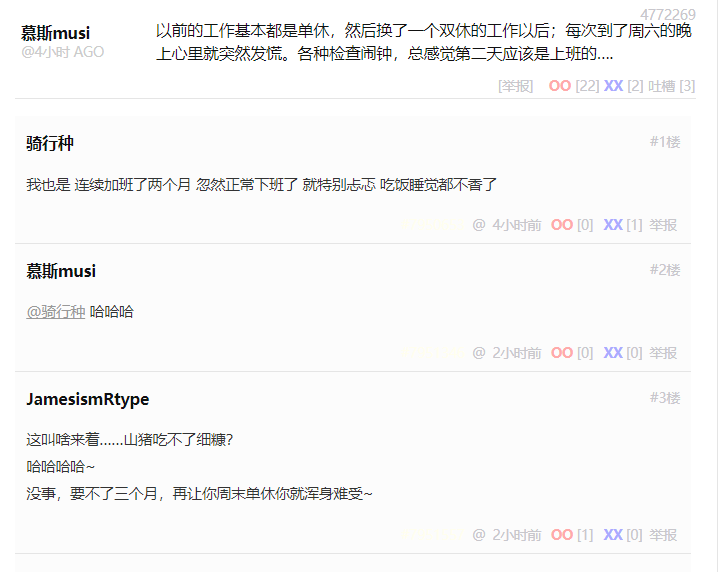 4772269
慕斯musi
@4小时 AGO
以前的工作基本都是单休，然后换了一个双休的工作以后；每次到了周六的晚
上心里就突然发慌。各种检查闹钟，总感觉第二天应该是上班的....
[举报] OO [22] XX [2] 吐槽 [3]
骑行种 #1楼
我也是 连续加班了两个月 忽然正常下班了 就特别忐忑 吃饭睡觉都不香了
@ 4小时前 OO [0] XX [1] 举报
慕斯musi #2楼
@骑行种 哈哈哈
@ 2小时前 OO [0] XX [0] 举报
JamesismRtype #3楼
这叫啥来着......山猪吃不了细糠?
哈哈哈哈~
没事，要不了三个月，再让你周末单休你就浑身难受~
@ 2小时前 OO [1] XX [0] 举报